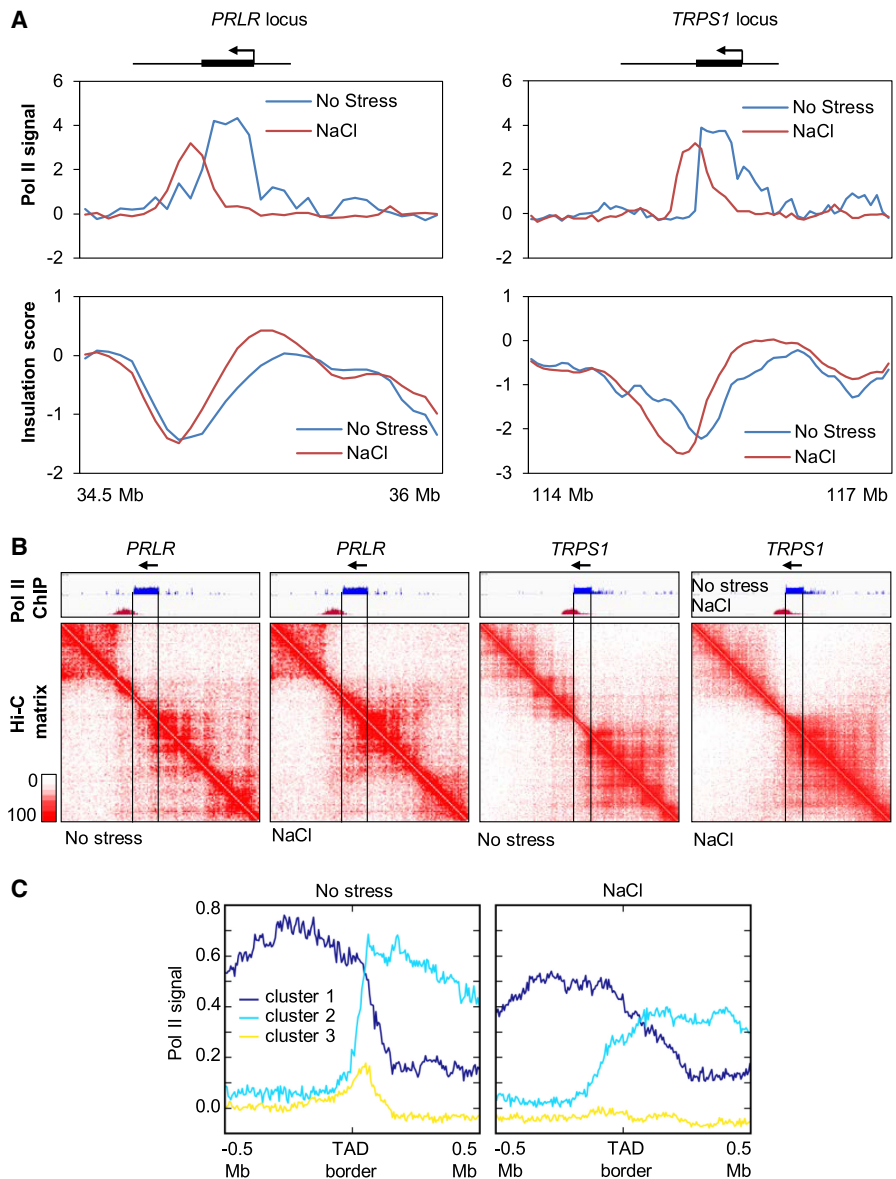 A
PRLR locus
TRPS1 locus
Pol II signal
6
4
2
0
-2
No Stress
NaCl
6
4
2
0
-2
No Stress
NaCl
Insulation score
1
0
-1
-2
No Stress
NaCl
34.5 Mb
36 Mb
1
0
-1
-2
-3
No Stress
NaCl
114 Mb
117 Mb
B
PRLR
PRLR
TRPS1
TRPS1
Pol II ChIP
No stress
NaCl
Hi-C matrix
0
100
No stress
NaCl
No stress
NaCl
C
No stress
NaCl
Pol II signal
0.8
0.6
0.4
0.2
0.0
cluster 1
cluster 2
cluster 3
-0.5 Mb
TAD border
0.5 Mb
-0.5 Mb
TAD border
0.5 Mb